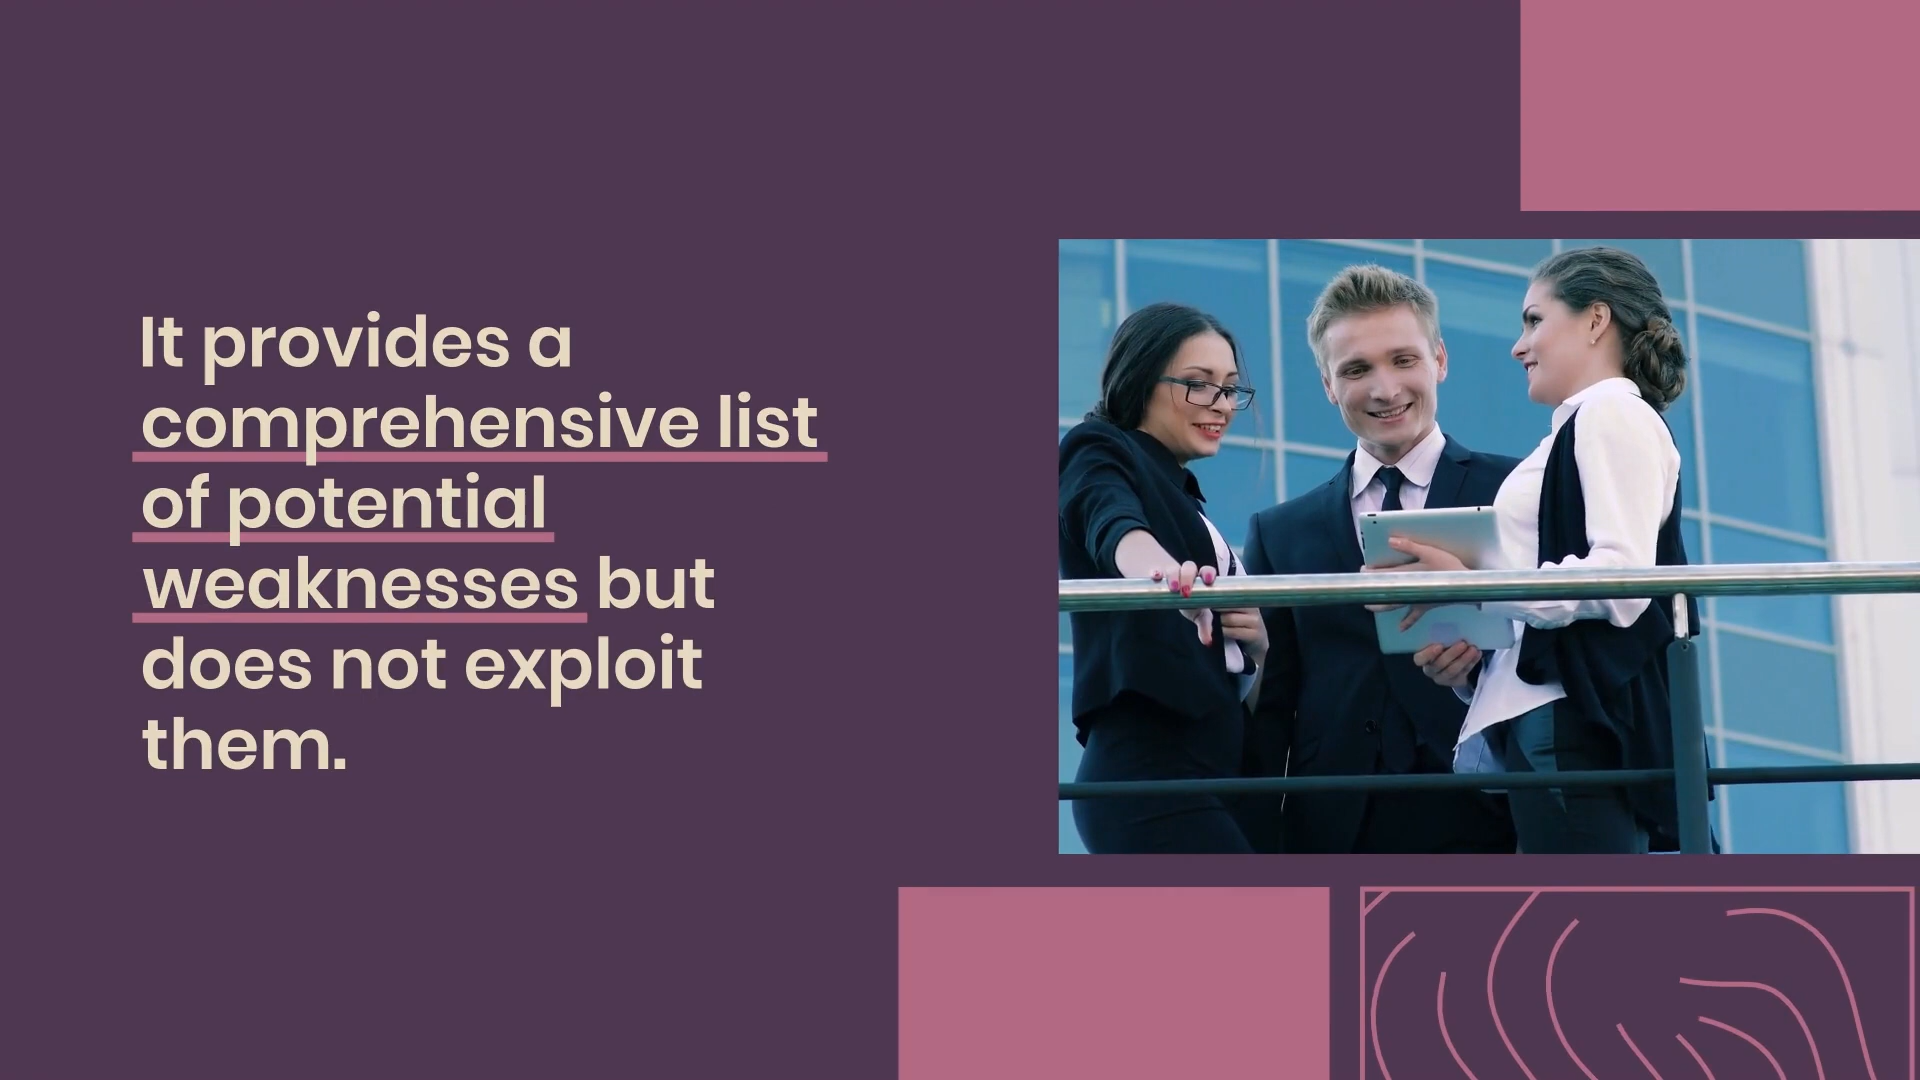 It provides a
comprehensive list
of potential
weaknesses but
does not exploit
them.